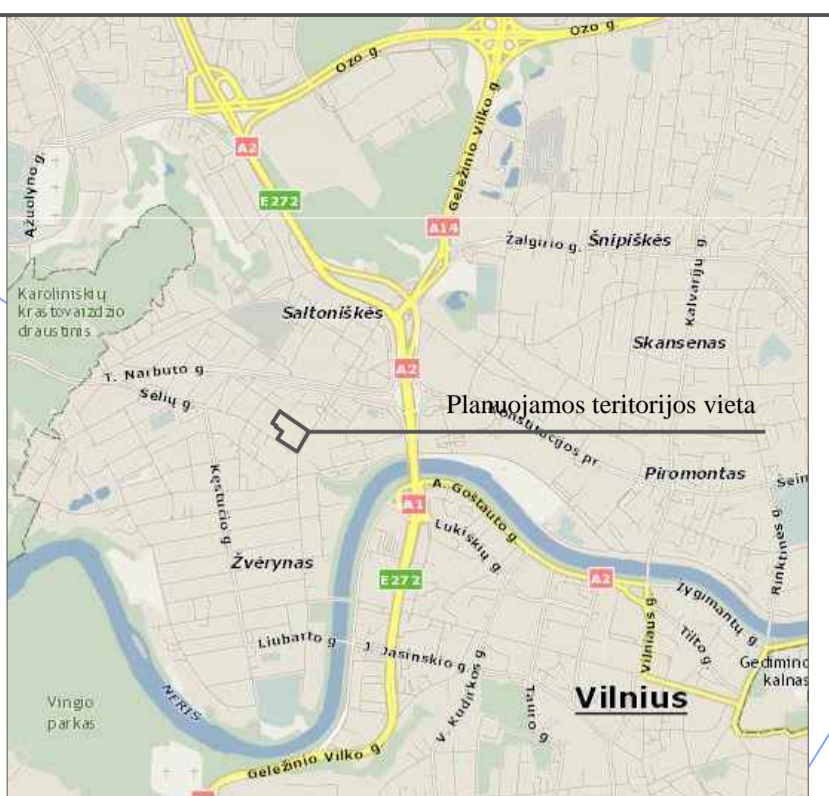 Ozo g.
Ozo g.
Geležinio Vilko g.
A2
Ažuolyno g.
E272
A14
Žalgirio g.
Šnipiškės
Kalvarijų g.
Karoliniškių
kraštovaizdžio
draustinis
Saltoniškės
Skansenas
A2
T. Narbuto g
Sėlių g
Planuojamos teritorijos vieta
Konstitucijos pr
Piromontas
Kęstučio g
A. Goštauto g
A1
Lukiškių g
Rinktinės g
Žvėrynas
E272
A2
Žygimantų g
Vilniaus g
Tilto g
Liubarto g
J. Jasinskio g
V. Kudirkos g
Tauro g
Gedimino
kalnas
Vilnius
Vingio
parkas
NERIS
Geležinio Vilko g.